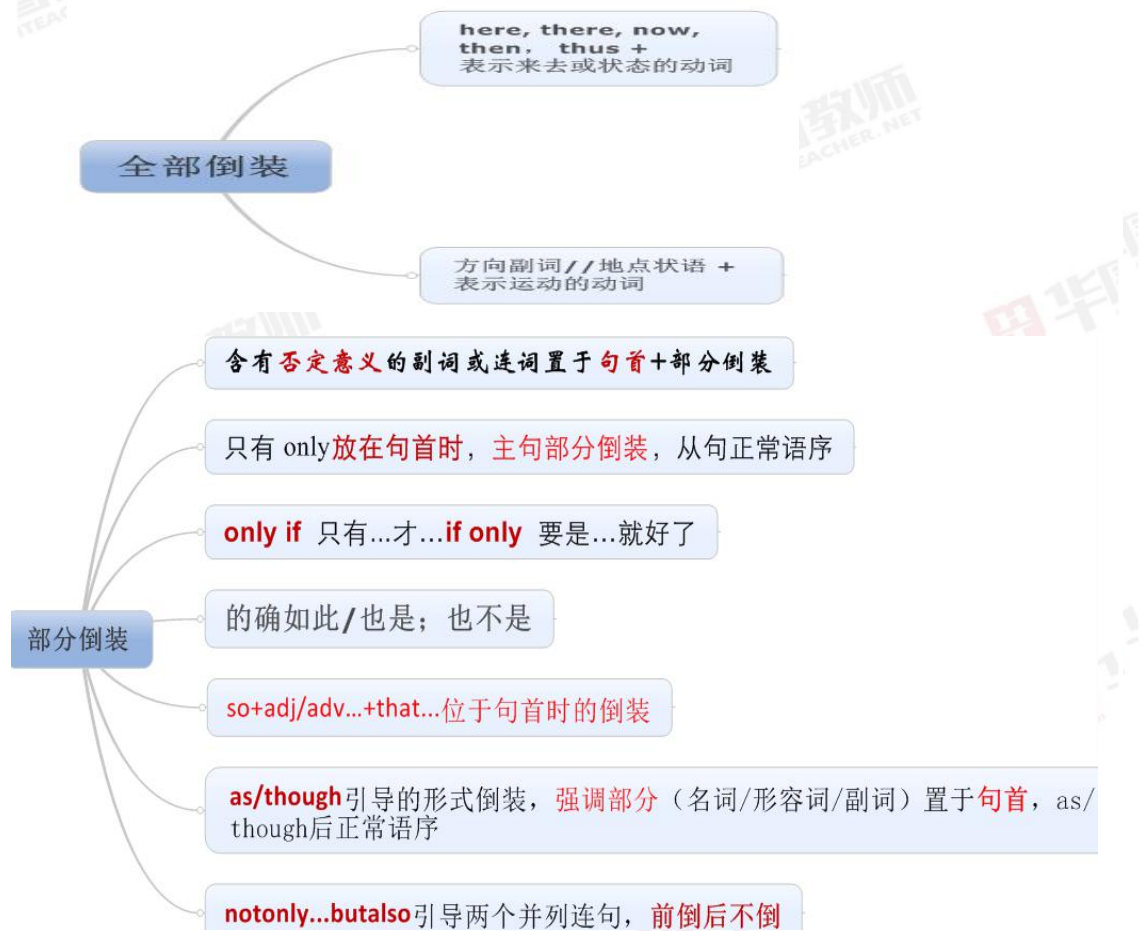 here, there, now,
then， thus +
表示来去或状态的动词
全部倒装
方向副词//地点状语 +
表示运动的动词
含有否定意义的副词或连词置于句首+部分倒装
只有 only放在句首时，主句部分倒装，从句正常语序
only if 只有...才...if only 要是...就好了
的确如此/也是；也不是
部分倒装
so+adj/adv...+that...位于句首时的倒装
as/though引导的形式倒装，强调部分（名词/形容词/副词）置于句首，as/
though后正常语序
notonly...butalso引导两个并列连句，前倒后不倒